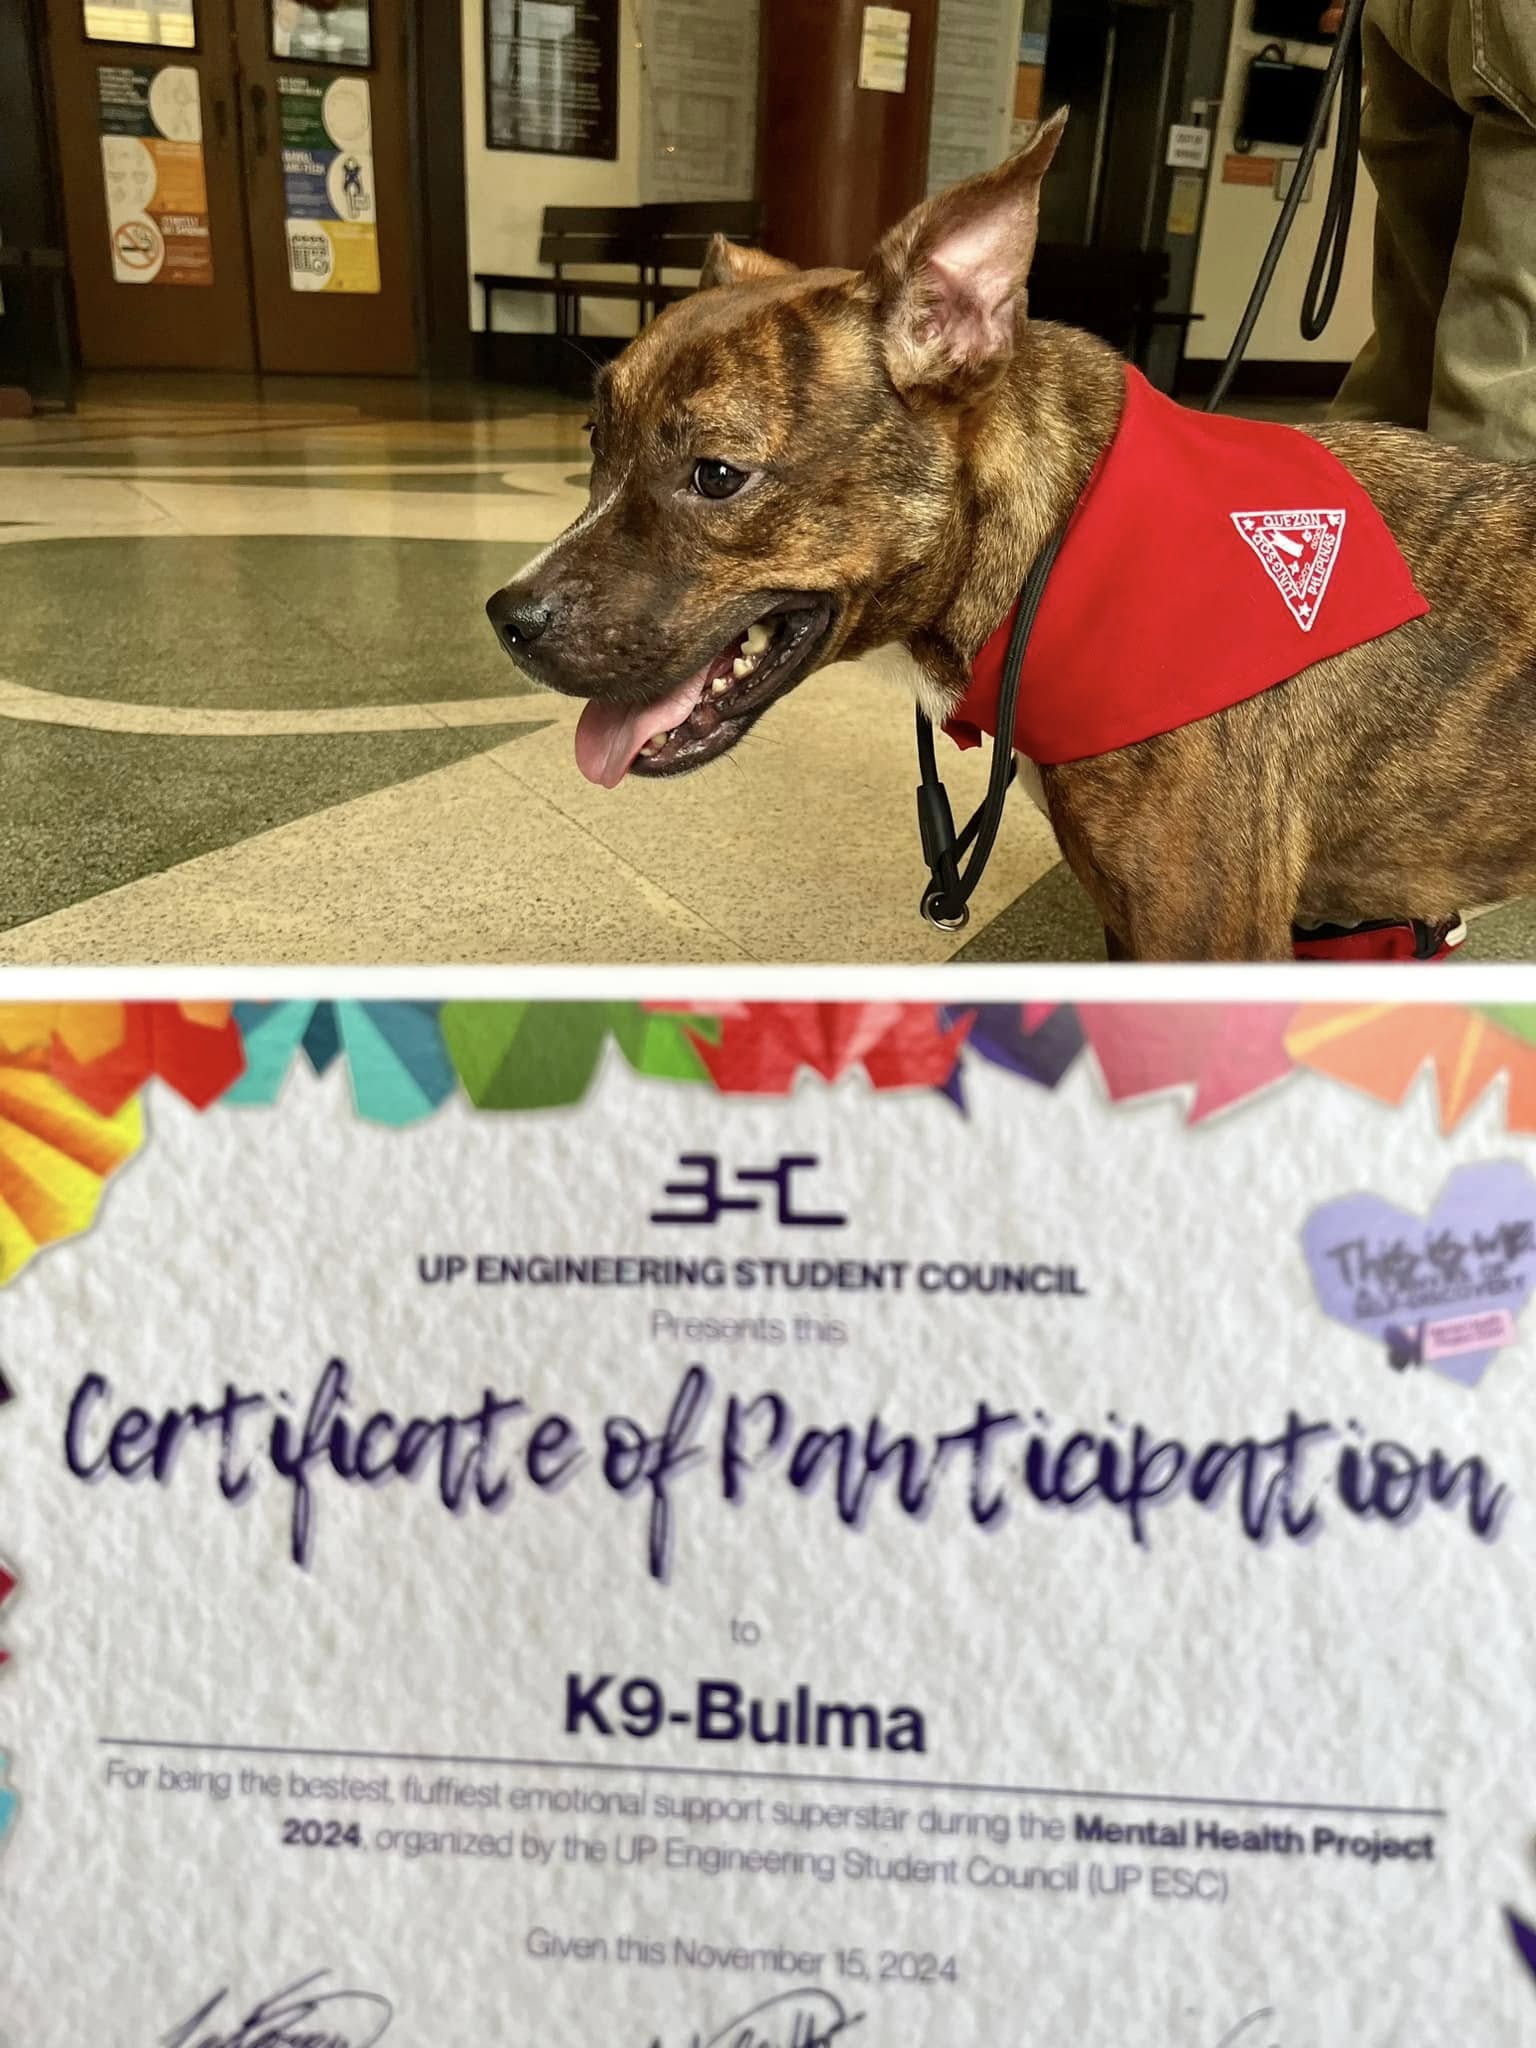 QUEZON
LUNGSOD
PILIPINAS
ESC
UP ENGINEERING STUDENT COUNCIL
This is me
Presents this
Certificate of Participation
to
K9-Bulma
For being the bestest, fluffiest emotional support superstar during the Mental Health Project
2024, organized by the UP Engineering Student Council (UP ESC)
Given this November 15, 2024